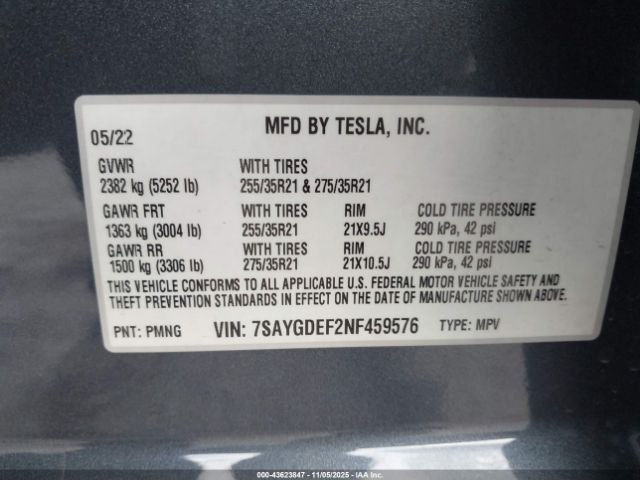 05/22 MFD BY TESLA, INC.
GVWR WITH TIRES
2382 kg (5252 lb) 255/35R21 & 275/35R21
GAWR FRT WITH TIRES RIM COLD TIRE PRESSURE
1363 kg (3004 lb) 255/35R21 21X9.5J 290 kPa, 42 psi
GAWR RR WITH TIRES RIM COLD TIRE PRESSURE
1500 kg (3306 lb) 275/35R21 21X10.5J 290 kPa, 42 psi
THIS VEHICLE CONFORMS TO ALL APPLICABLE U.S. FEDERAL MOTOR VEHICLE SAFETY AND
THEFT PREVENTION STANDARDS IN EFFECT ON THE DATE OF MANUFACTURE SHOWN ABOVE.
PNT: PMNG VIN: 7SAYGDEF2NF459576 TYPE: MPV
000-43623847 - 11/05/2025 - IAAI.COM